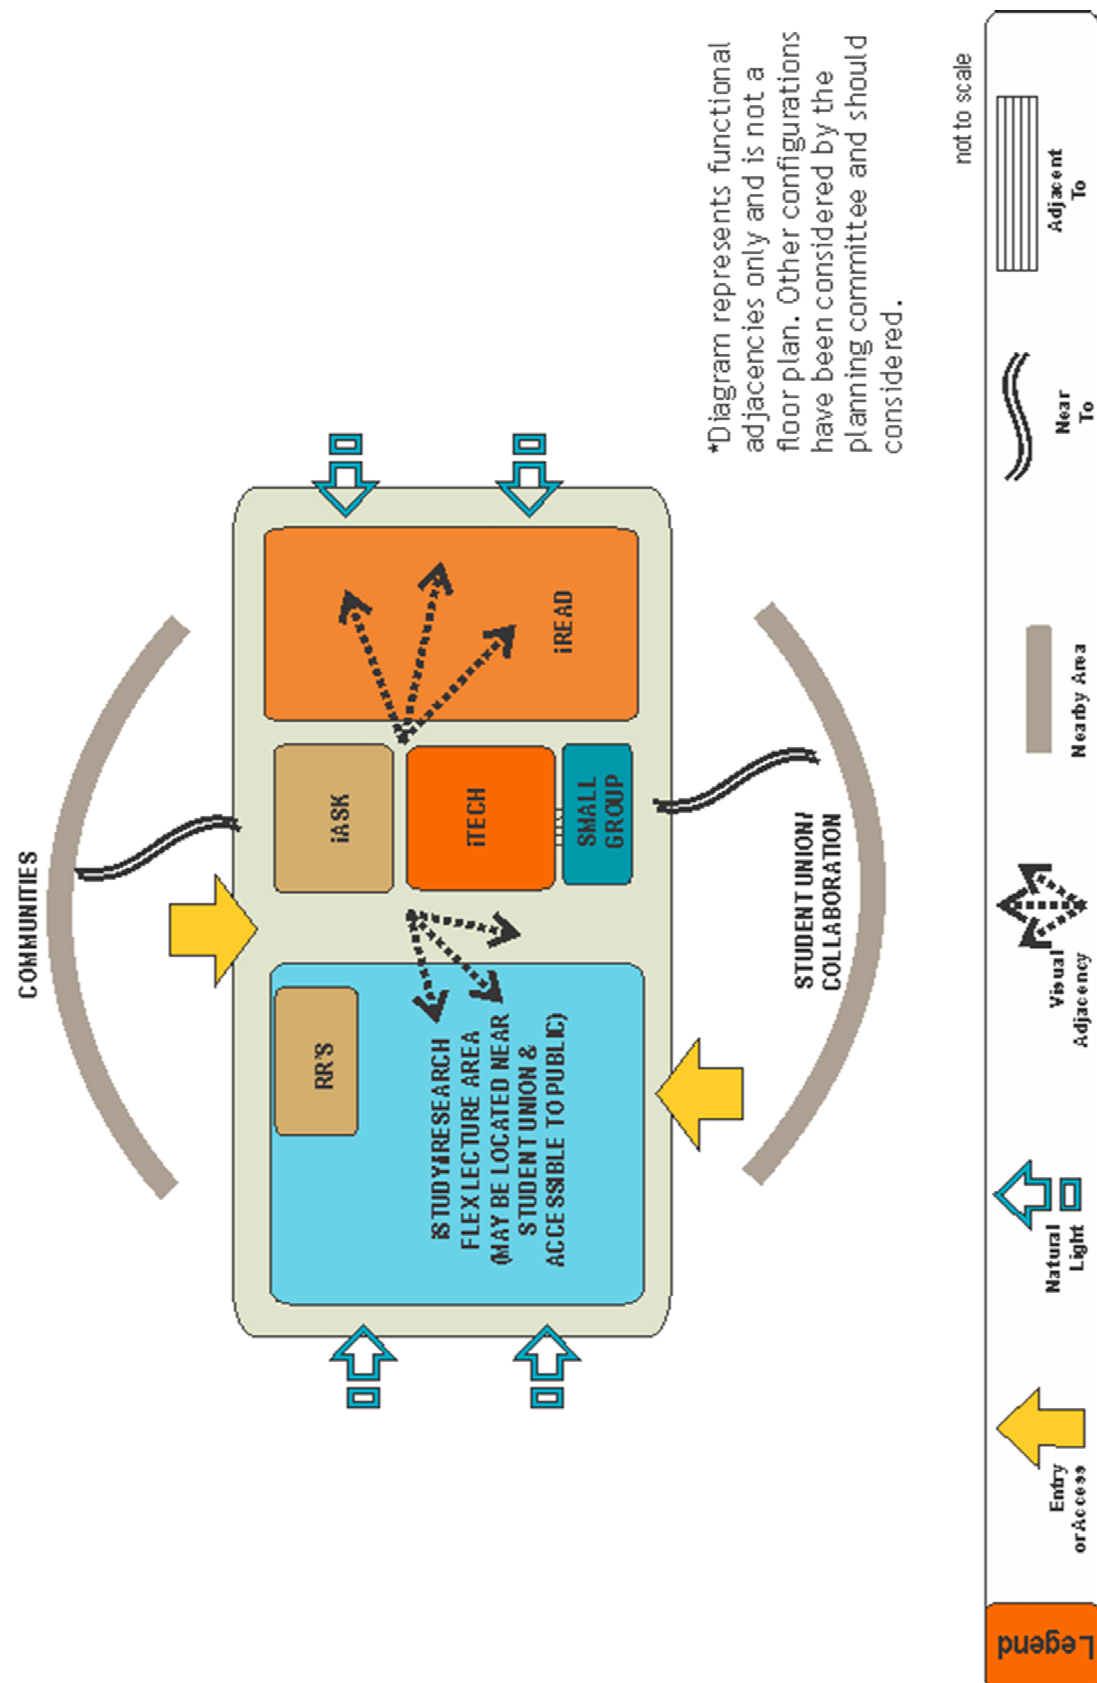 COMMUNITIES
RR'S
iASK
iTECH
SMALL
GROUP
iREAD
iSTUDY/iRESEARCH
FLEX LECTURE AREA
(MAY BE LOCATED NEAR
STUDENT UNION &
ACCESSIBLE TO PUBLIC)
STUDENT UNION/
COLLABORATION
*Diagram represents functional
adjacencies only and is not a
floor plan. Other configurations
have been considered by the
planning committee and should
considered.
not to scale
Legend
Entry
or Access
Natural
Light
Visual
Adjacency
Nearby Area
Near
To
Adjacent
To